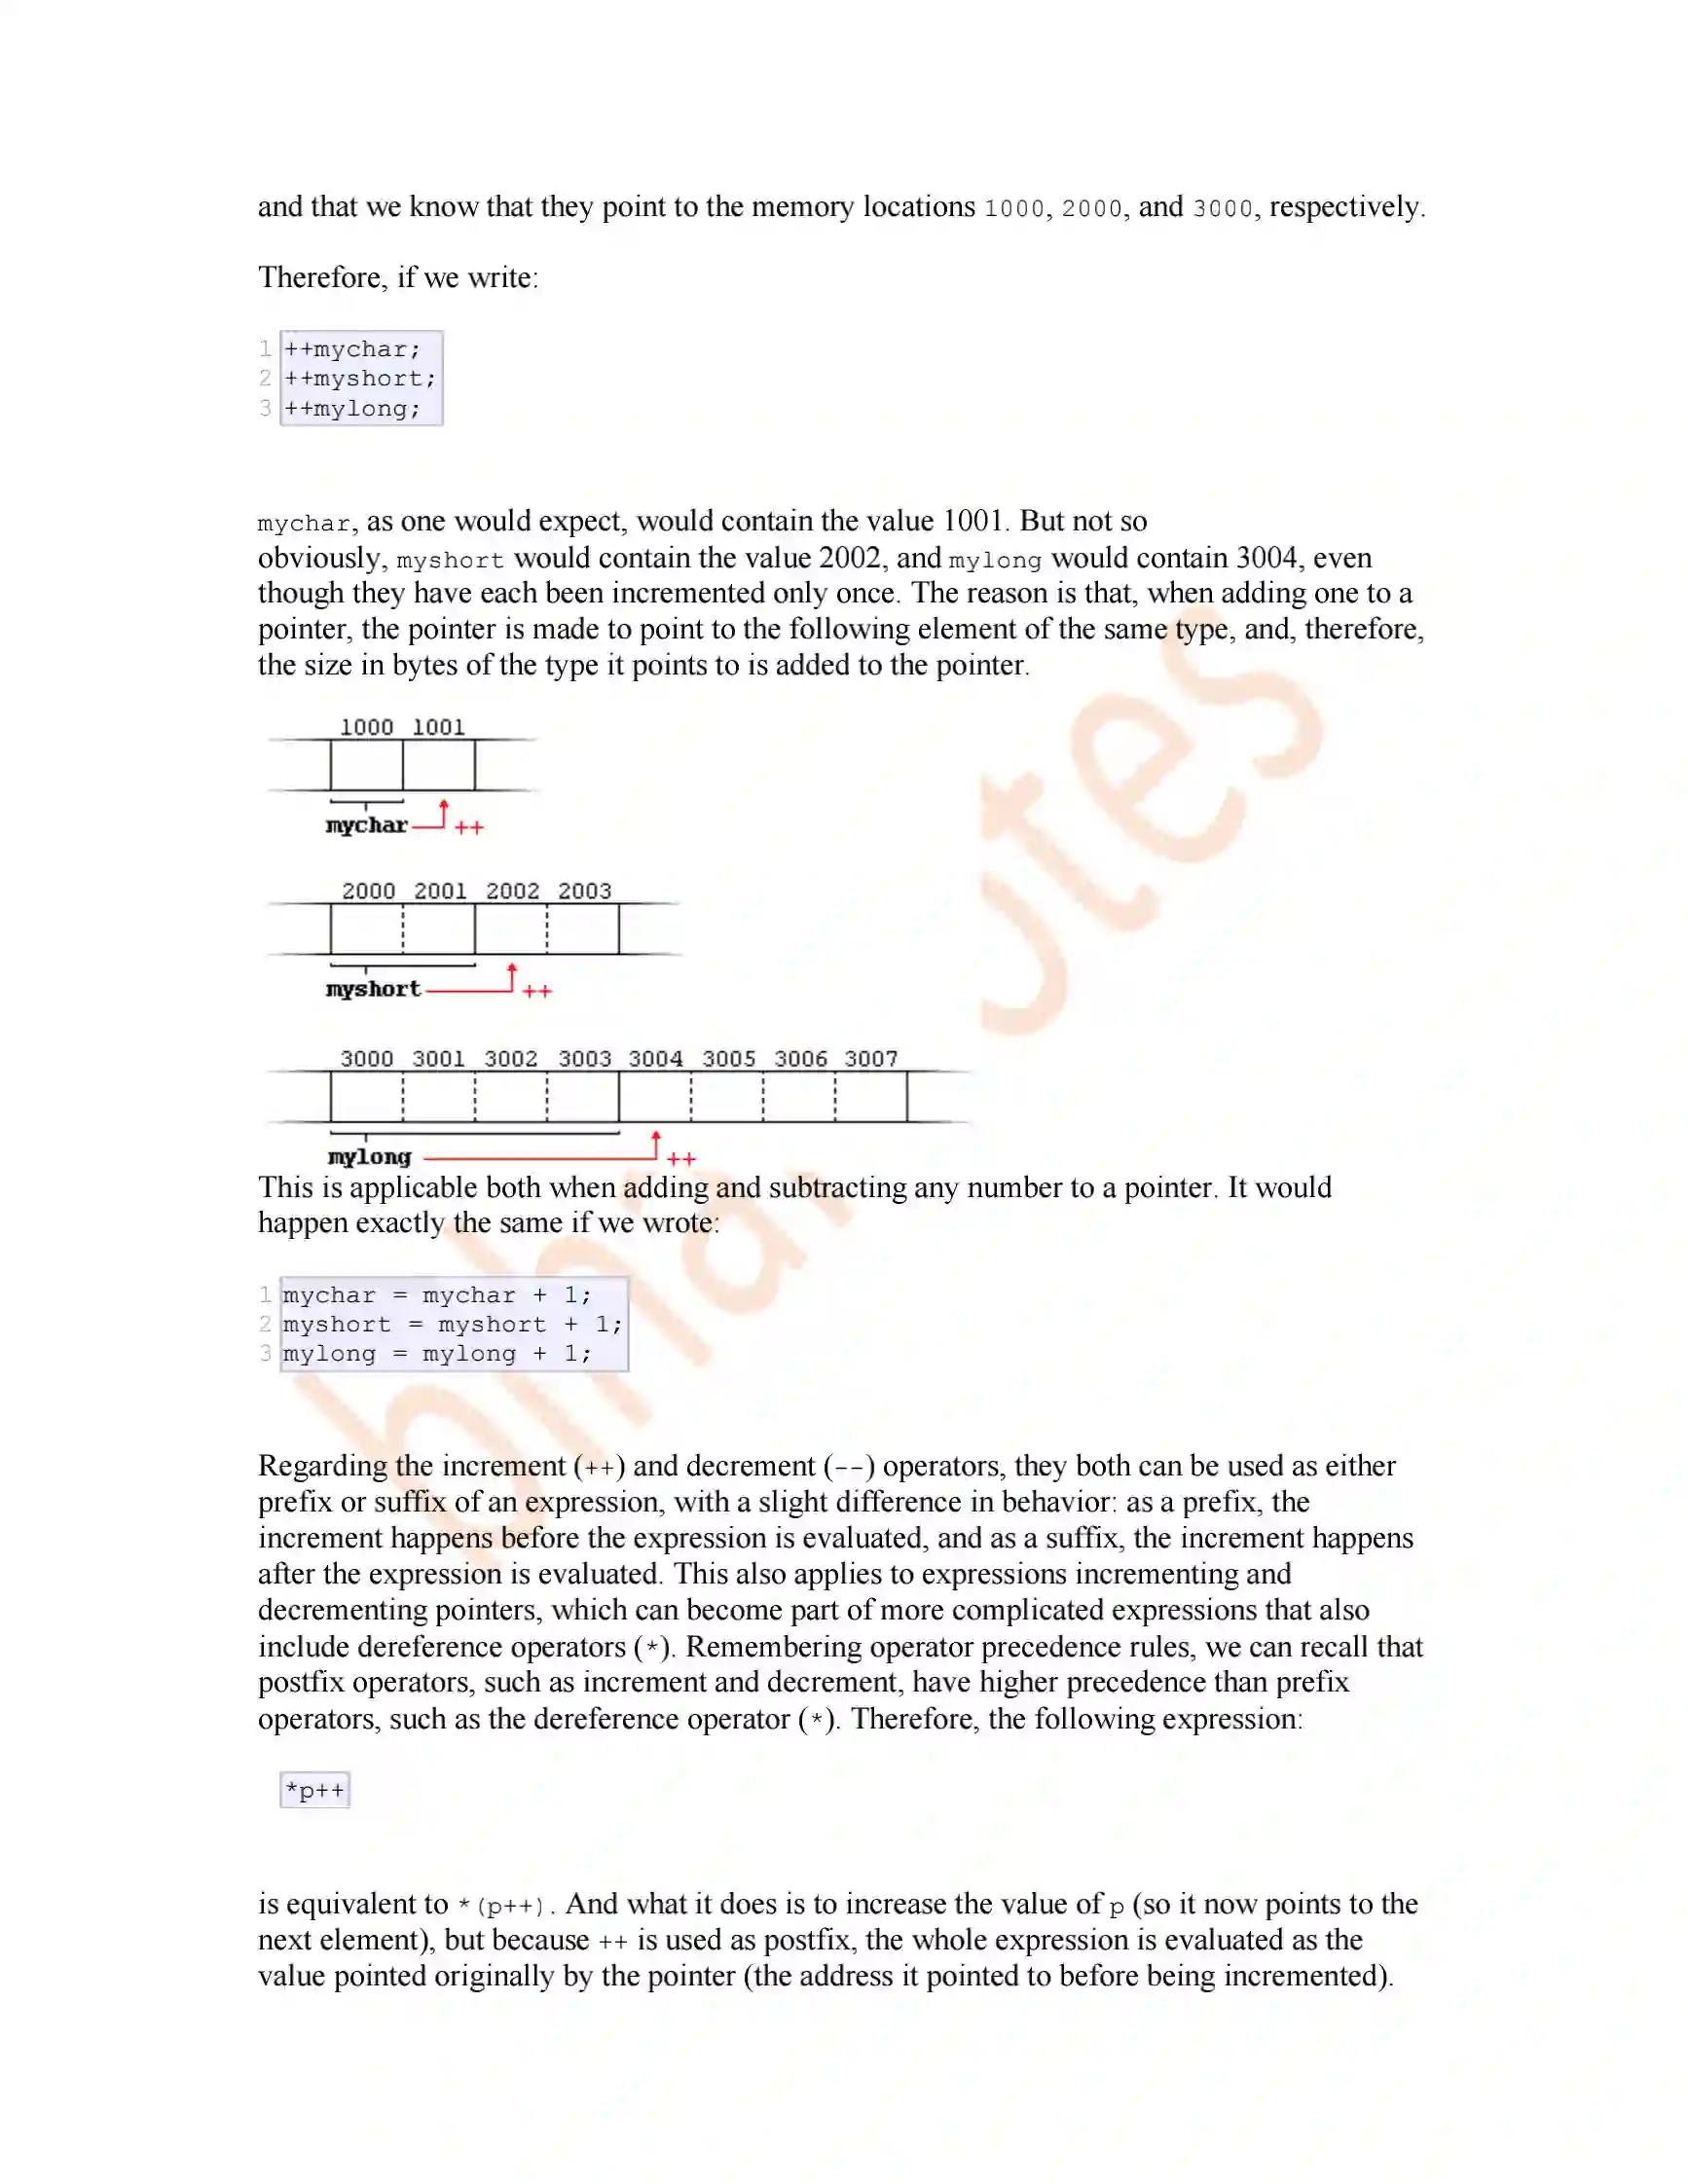 and that we know that they point to the memory locations 1000, 2000, and 3000, respectively.
Therefore, if we write:
1 ++mychar;
2 ++myshort;
3 ++mylong;
mychar, as one would expect, would contain the value 1001. But not so
obviously, myshort would contain the value 2002, and mylong would contain 3004, even
though they have each been incremented only once. The reason is that, when adding one to a
pointer, the pointer is made to point to the following element of the same type, and, therefore,
the size in bytes of the type it points to is added to the pointer.
1000 1001
mychar ++
2000 2001 2002 2003
myshort ++
3000 3001 3002 3003 3004 3005 3006 3007
mylong ++
This is applicable both when adding and subtracting any number to a pointer. It would
happen exactly the same if we wrote:
1 mychar = mychar + 1;
2 myshort = myshort + 1;
3 mylong = mylong + 1;
Regarding the increment (++) and decrement (--) operators, they both can be used as either
prefix or suffix of an expression, with a slight difference in behavior: as a prefix, the
increment happens before the expression is evaluated, and as a suffix, the increment happens
after the expression is evaluated. This also applies to expressions incrementing and
decrementing pointers, which can become part of more complicated expressions that also
include dereference operators (*). Remembering operator precedence rules, we can recall that
postfix operators, such as increment and decrement, have higher precedence than prefix
operators, such as the dereference operator (*). Therefore, the following expression:
*p++
is equivalent to *(p++). And what it does is to increase the value of p (so it now points to the
next element), but because ++ is used as postfix, the whole expression is evaluated as the
value pointed originally by the pointer (the address it pointed to before being incremented).